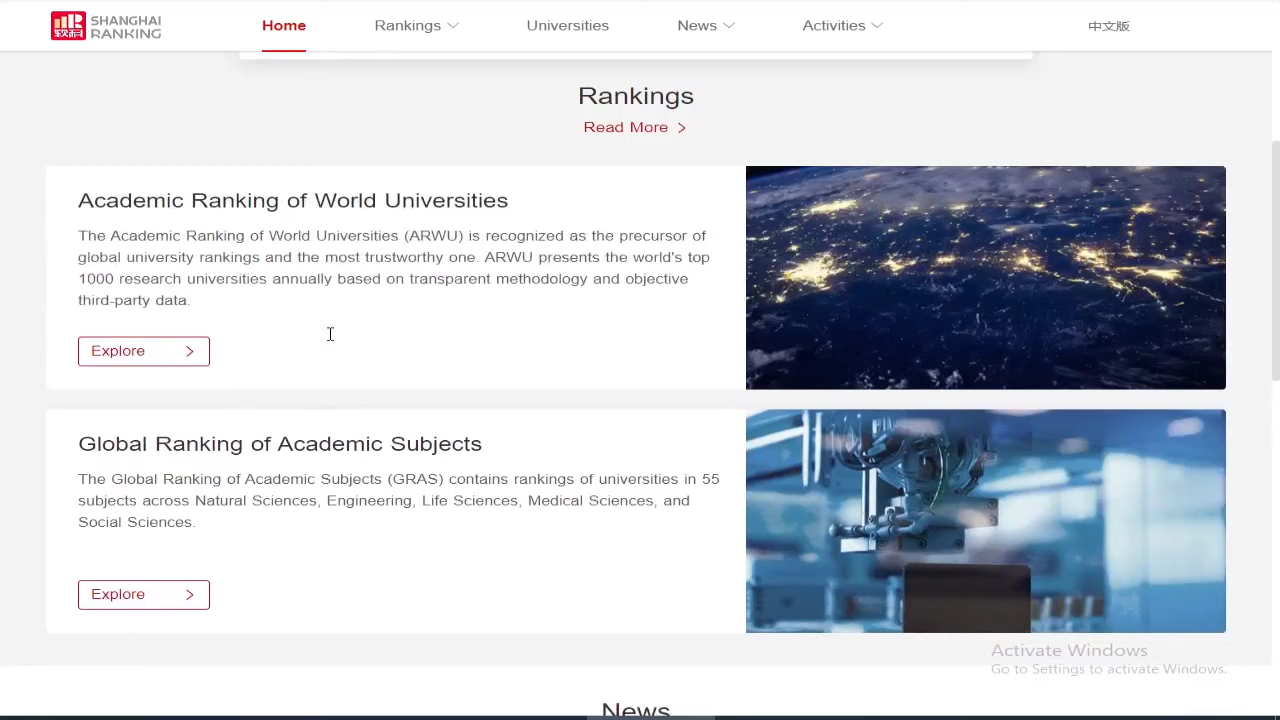 软科
SHANGHAI
RANKING
Home
Rankings
Universities
News
Activities
中文版
Rankings
Read More
Academic Ranking of World Universities
The Academic Ranking of World Universities (ARWU) is recognized as the precursor of
global university rankings and the most trustworthy one. ARWU presents the world's top
1000 research universities annually based on transparent methodology and objective
third-party data.
Explore
Global Ranking of Academic Subjects
The Global Ranking of Academic Subjects (GRAS) contains rankings of universities in 55
subjects across Natural Sciences, Engineering, Life Sciences, Medical Sciences, and
Social Sciences.
Explore
Activate Windows
Go to Settings to activate Windows.
News